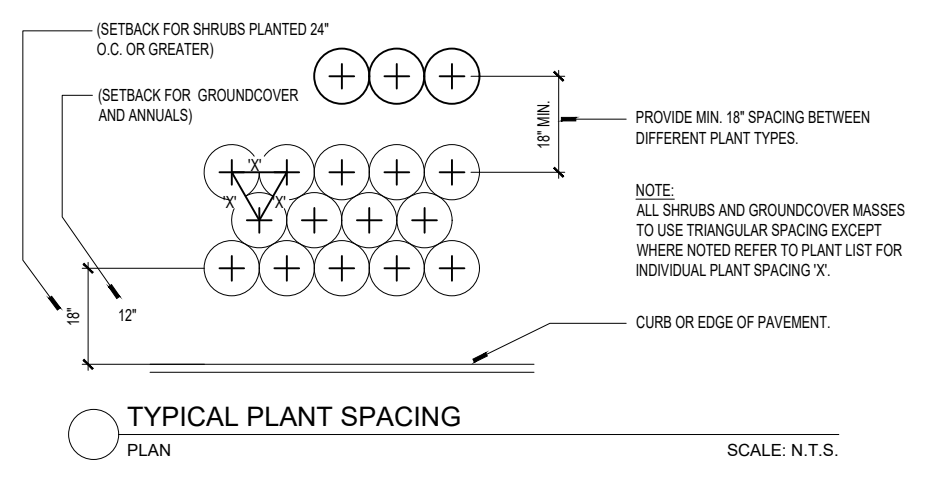 (SETBACK FOR SHRUBS PLANTED 24"
O.C. OR GREATER)
(SETBACK FOR GROUNDCOVER
AND ANNUALS)
18" MIN.
PROVIDE MIN. 18" SPACING BETWEEN
DIFFERENT PLANT TYPES.
'X'
'X'
'X'
NOTE:
ALL SHRUBS AND GROUNDCOVER MASSES
TO USE TRIANGULAR SPACING EXCEPT
WHERE NOTED REFER TO PLANT LIST FOR
INDIVIDUAL PLANT SPACING 'X'.
18"
12"
CURB OR EDGE OF PAVEMENT.
TYPICAL PLANT SPACING
PLAN
SCALE: N.T.S.